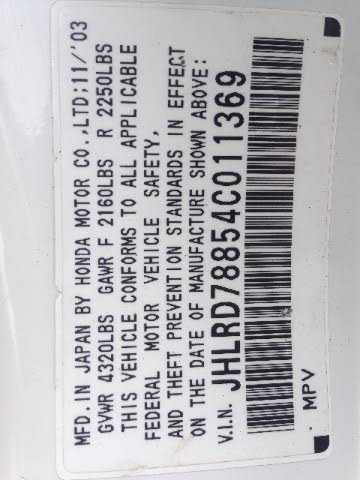 MFD. IN JAPAN BY HONDA MOTOR CO., LTD; 11/'03
GVWR 4320LBS GAWR F 2160LBS R 2250LBS
THIS VEHICLE CONFORMS TO ALL APPLICABLE
FEDERAL MOTOR VEHICLE SAFETY,
AND THEFT PREVENTION STANDARDS IN EFFECT
ON THE DATE OF MANUFACTURE SHOWN ABOVE:
V.I.N. JHLRD78854C011369
MPV